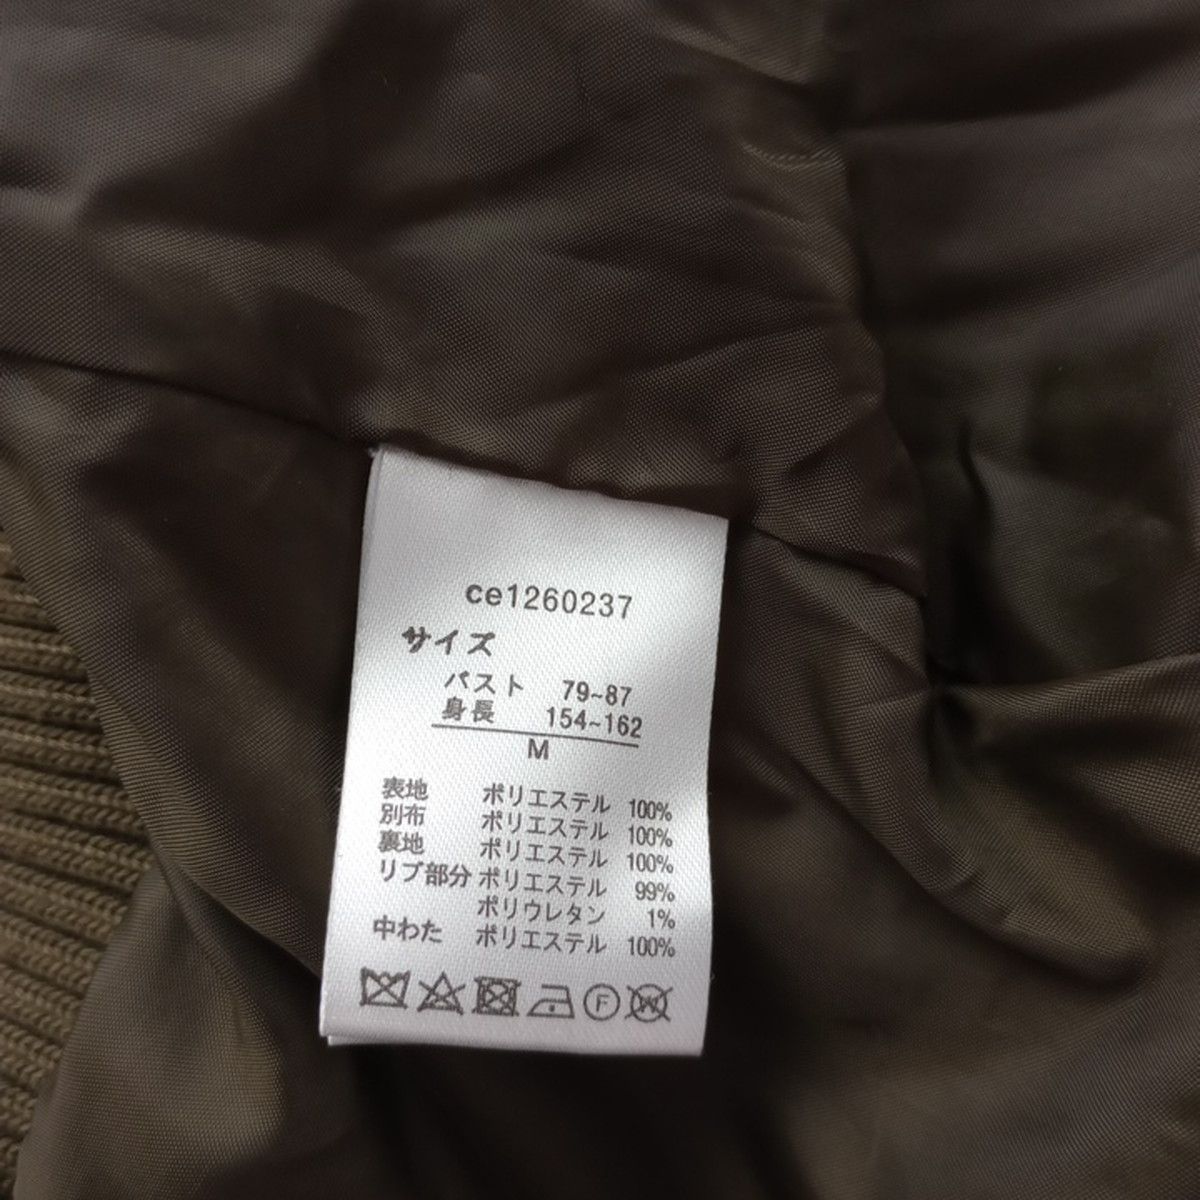 ce1260237
サイズ
バスト 79~87
身長 154~162
M
表地 ポリエステル 100%
別布 ポリエステル 100%
裏地 ポリエステル 100%
リブ部分 ポリエステル 99%
ポリウレタン 1%
中わた ポリエステル 100%
F W